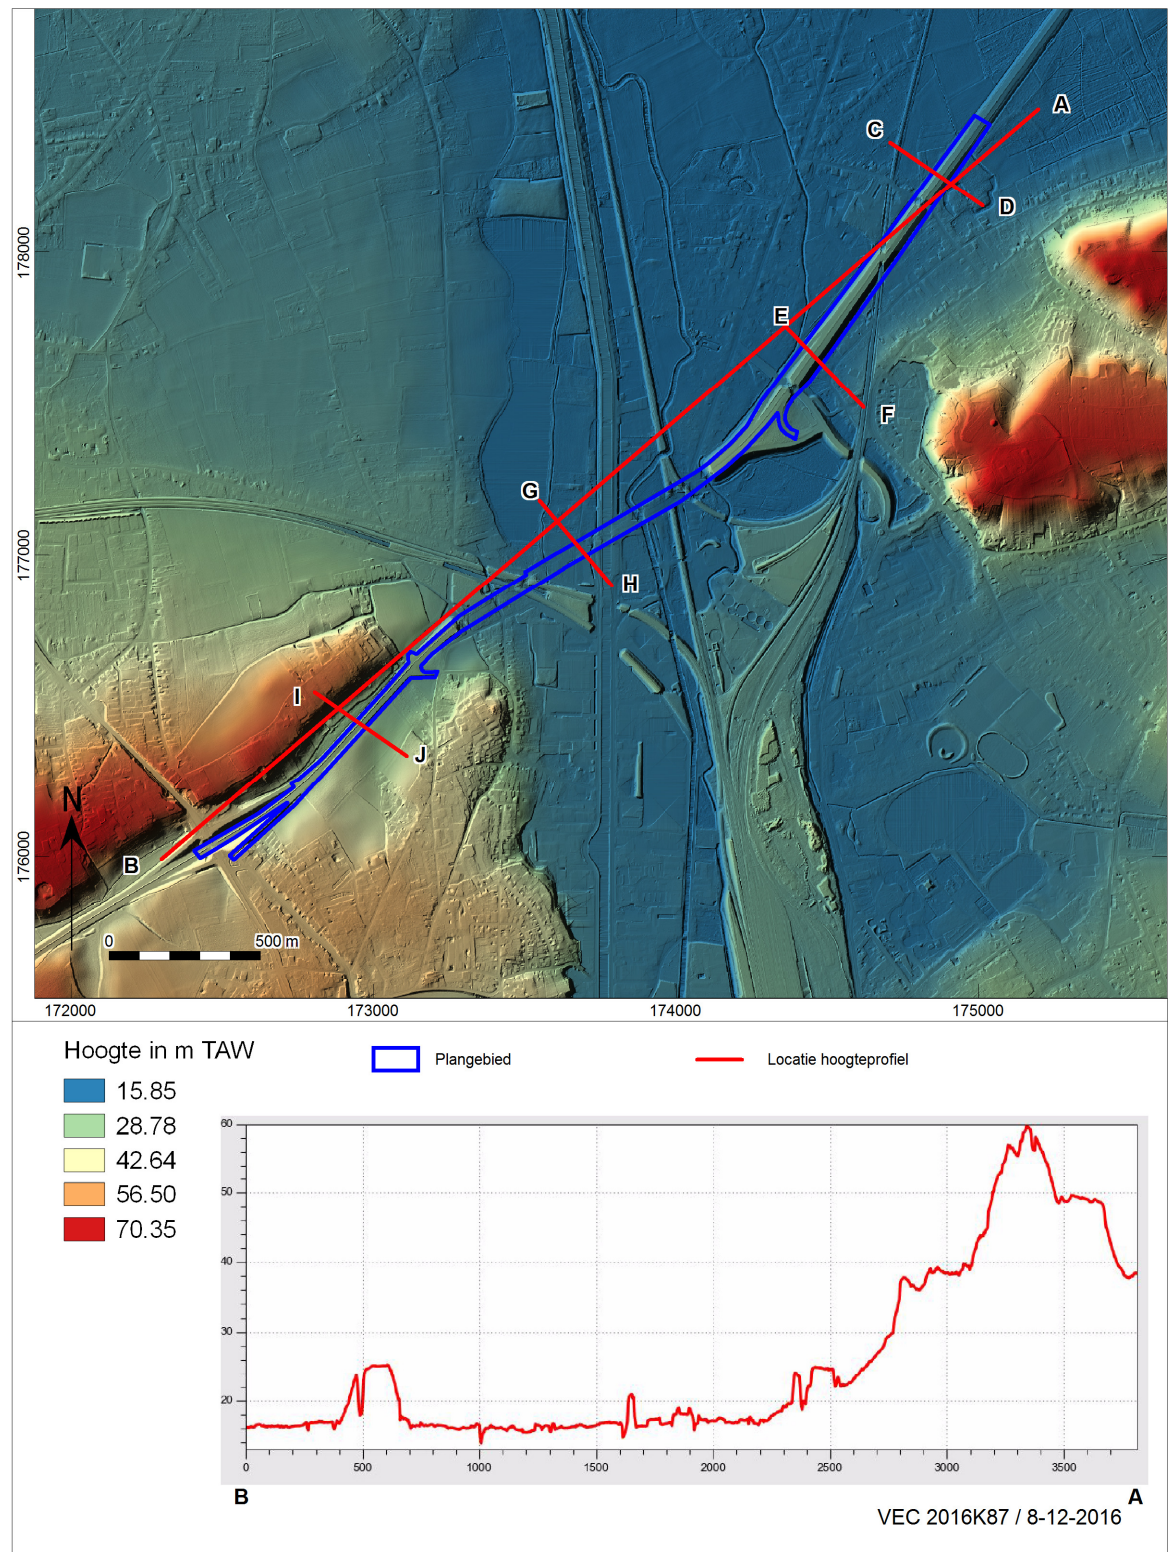 A
C
D
178000
E
F
G
177000
H
I
J
N
B
176000
0 500 m
172000 173000 174000 175000
Hoogte in m TAW
Plangebied
Locatie hoogteprofiel
15.85
28.78
42.64
56.50
70.35
60
50
40
30
20
0 500 1000 1500 2000 2500 3000 3500
B A
VEC 2016K87 / 8-12-2016